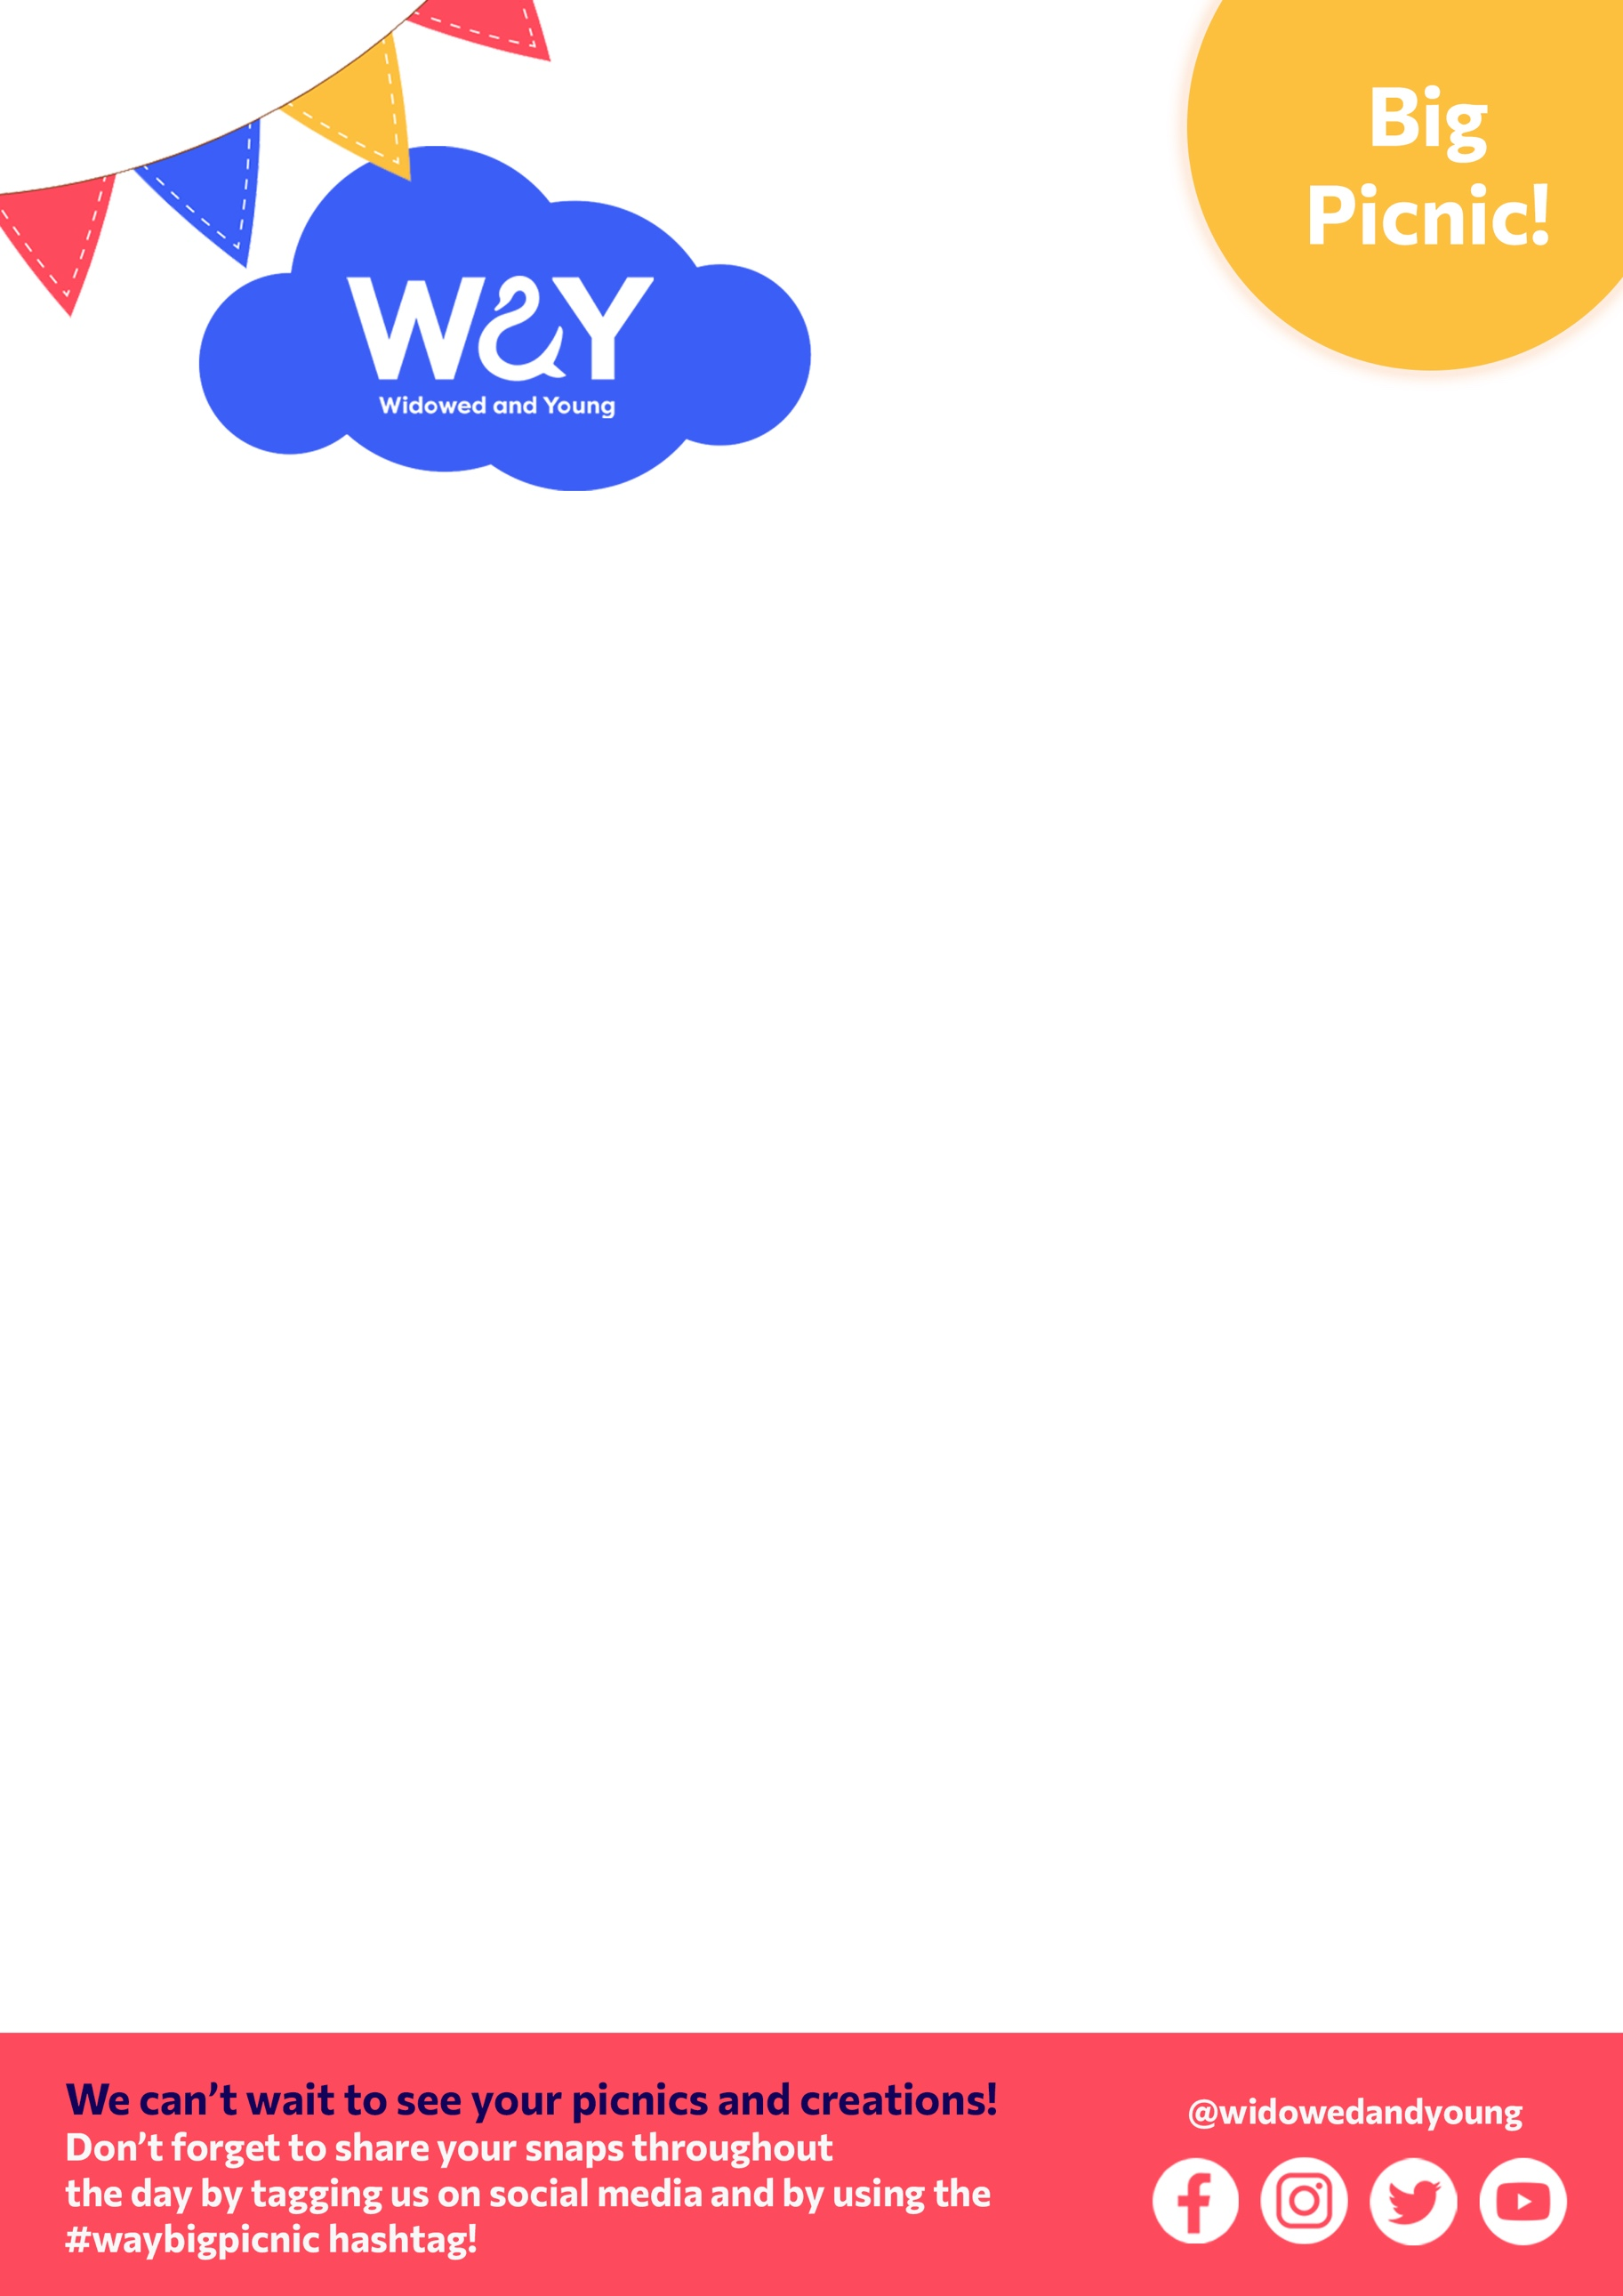 Big
Picnic!
WAY
Widowed and Young
We can’t wait to see your picnics and creations!
Don’t forget to share your snaps throughout
the day by tagging us on social media and by using the
#waybigpicnic hashtag!
@widowedandyoung